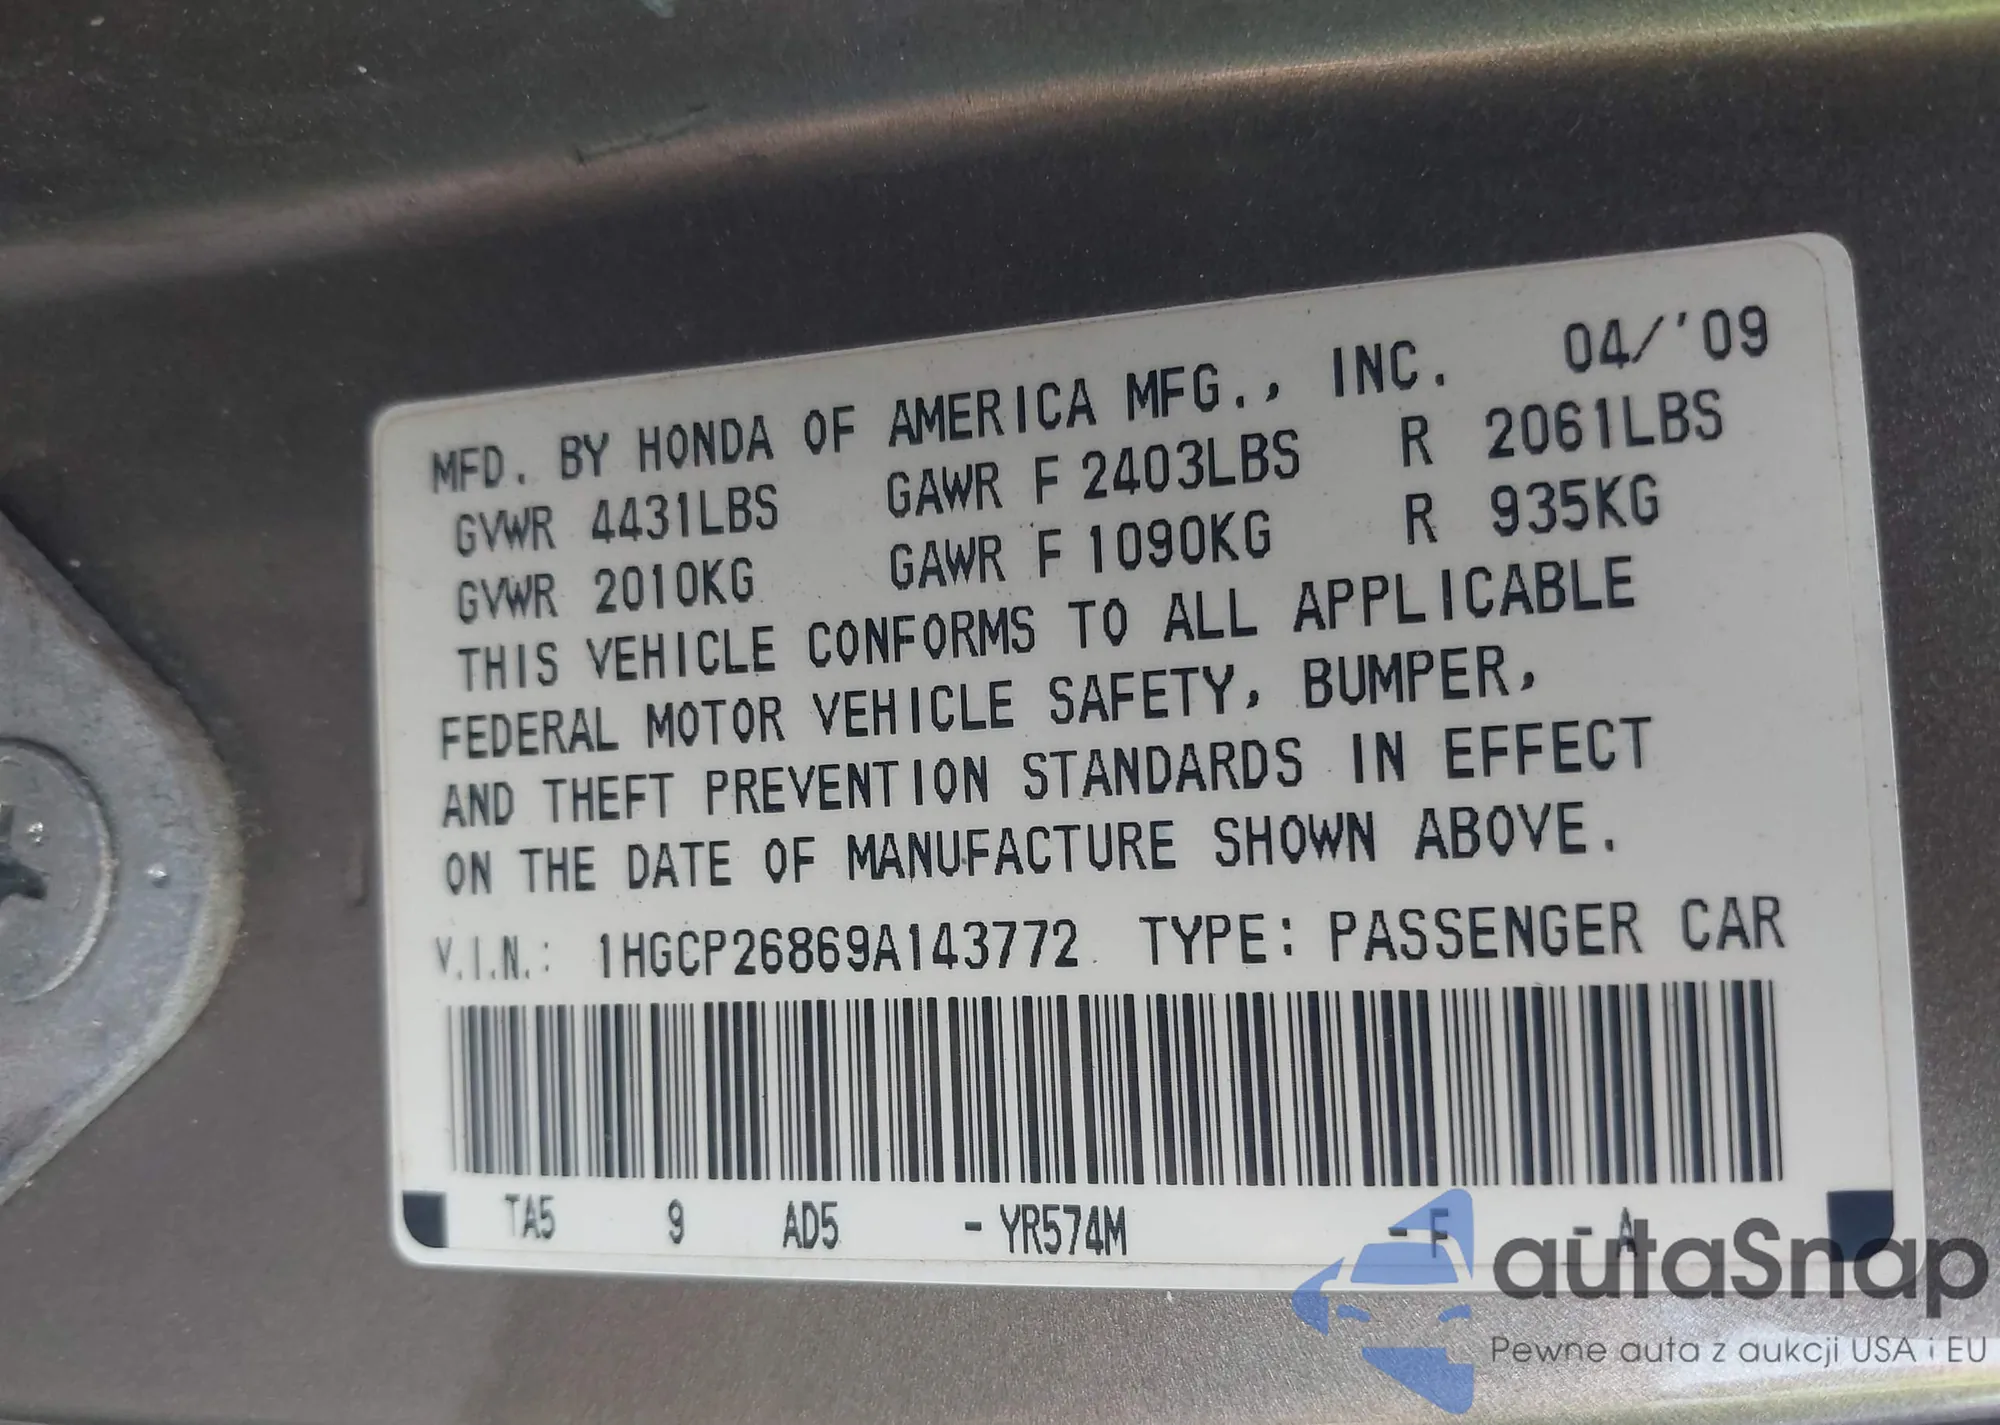 MFD. BY HONDA OF AMERICA MFG., INC. 04/'09
GVWR 4431LBS GAWR F 2403LBS R 2061LBS
GVWR 2010KG GAWR F 1090KG R 935KG
THIS VEHICLE CONFORMS TO ALL APPLICABLE
FEDERAL MOTOR VEHICLE SAFETY, BUMPER,
AND THEFT PREVENTION STANDARDS IN EFFECT
ON THE DATE OF MANUFACTURE SHOWN ABOVE.
V.I.N.: 1HGCP26869A143772 TYPE: PASSENGER CAR
TA5 9 AD5 - YR574M - F - A
autaSnap
Pewne auta z aukcji USA i EU